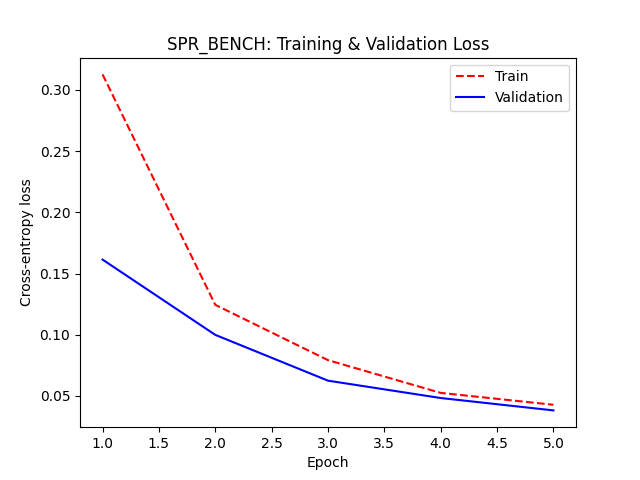 SPR_BENCH: Training & Validation Loss
Train
Validation
Cross-entropy loss
0.30
0.25
0.20
0.15
0.10
0.05
1.0 1.5 2.0 2.5 3.0 3.5 4.0 4.5 5.0
Epoch